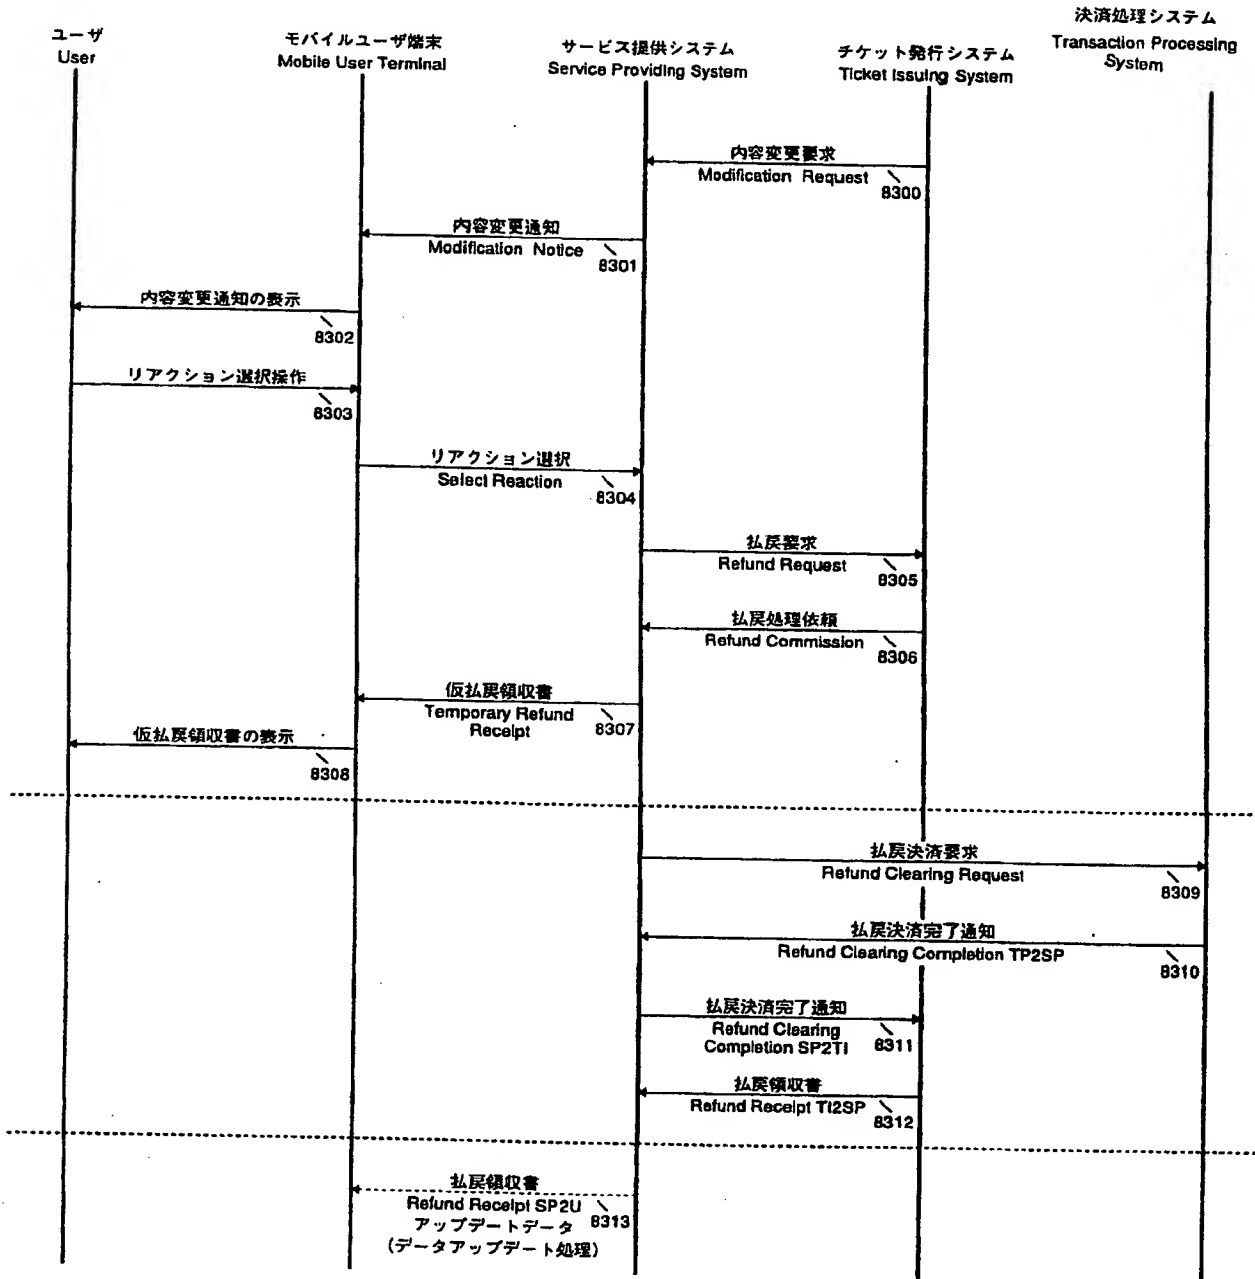 ユーザ
User
モバイルユーザ端末
Mobile User Terminal
サービス提供システム
Service Providing System
チケット発行システム
Ticket Issuing System
決済処理システム
Transaction Processing
System
内容変更要求
Modification Request
8300
内容変更通知
Modification Notice
8301
内容変更通知の表示
8302
リアクション選択操作
8303
リアクション選択
Select Reaction
8304
払戻要求
Refund Request
8305
払戻処理依頼
Refund Commission
8306
仮払戻領収書
Temporary Refund
Receipt
8307
仮払戻領収書の表示
8308
払戻決済要求
Refund Clearing Request
8309
払戻決済完了通知
Refund Clearing Completion TP2SP
8310
払戻決済完了通知
Refund Clearing
Completion SP2TI
8311
払戻領収書
Refund Receipt TI2SP
8312
払戻領収書
Refund Receipt SP2U
8313
アップデートデータ
(データアップデート処理)